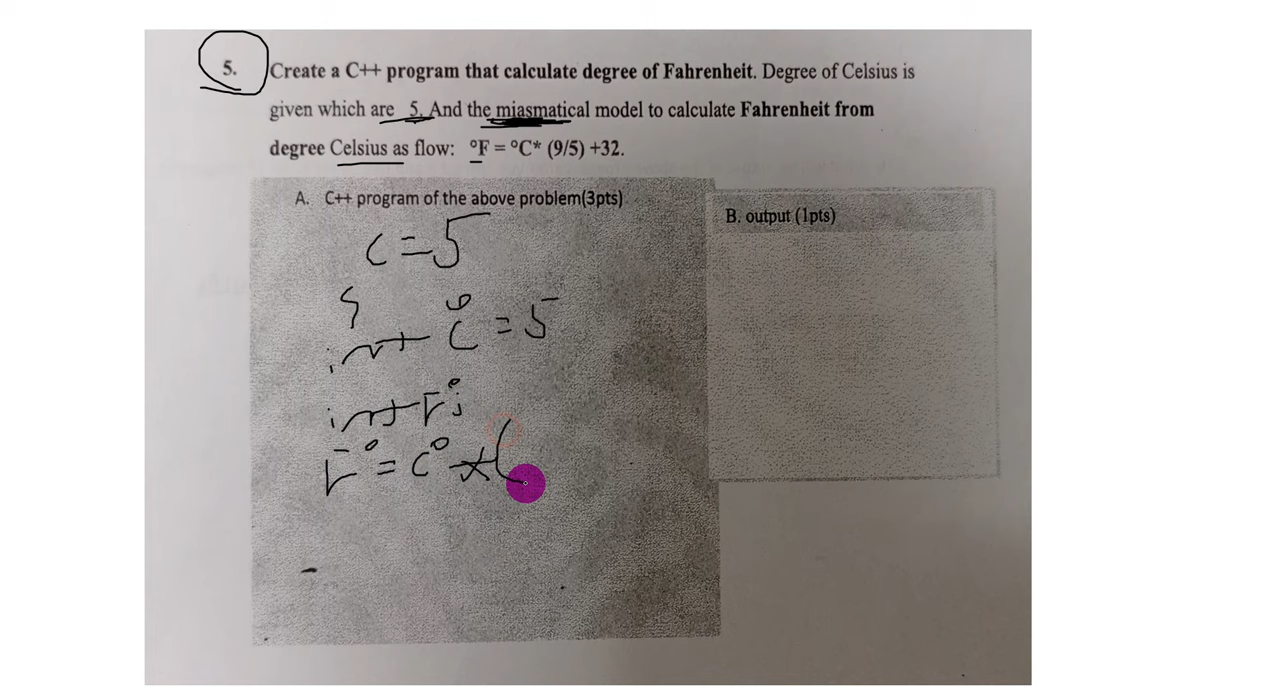 5. Create a C++ program that calculate degree of Fahrenheit. Degree of Celsius is
given which are 5. And the miasmatical model to calculate Fahrenheit from
degree Celsius as flow: °F = °C* (9/5) +32.
A. C++ program of the above problem(3pts)
C = 5
int C° = 5
int F°;
F° = C° * (
B. output (1pts)